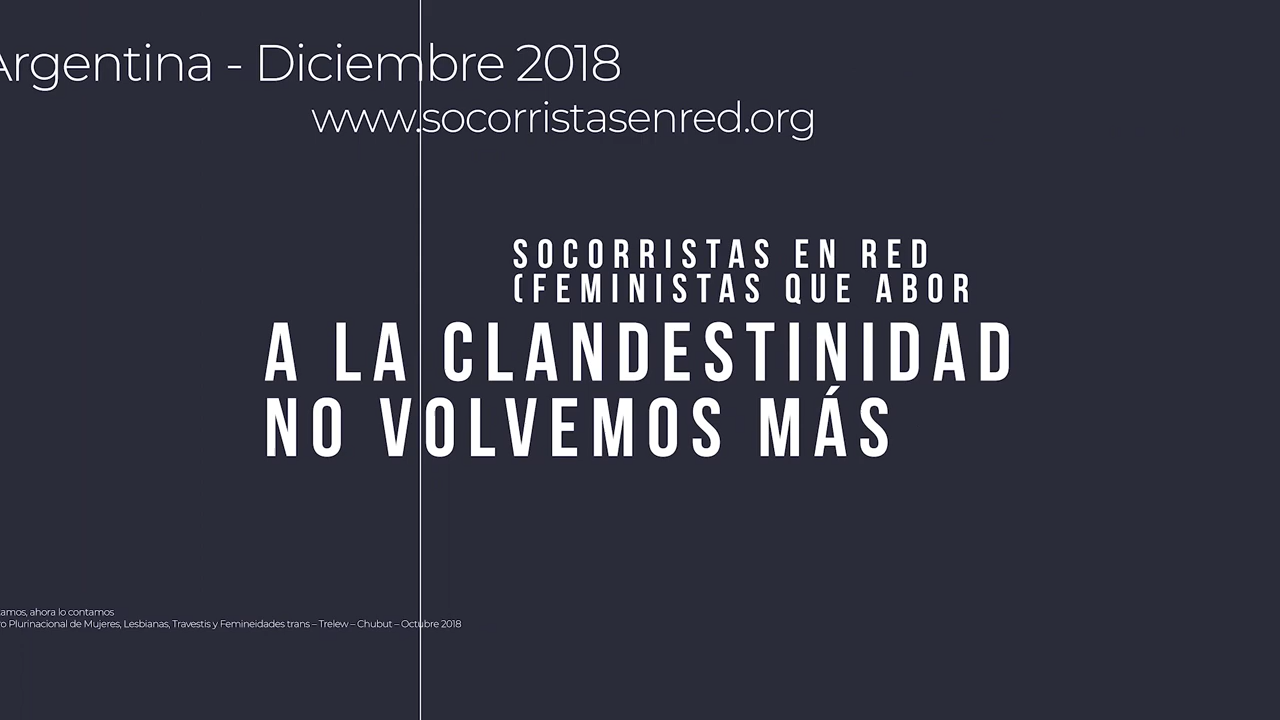 Argentina - Diciembre 2018
www.socorristasenred.org
SOCORRISTAS EN RED
(FEMINISTAS QUE ABOR
A LA CLANDESTINIDAD
NO VOLVEMOS MÁS
ahora lo contamos
Plurinacional de Mujeres, Lesbianas, Travestis y Femineidades trans – Trelew – Chubut – Octubre 2018